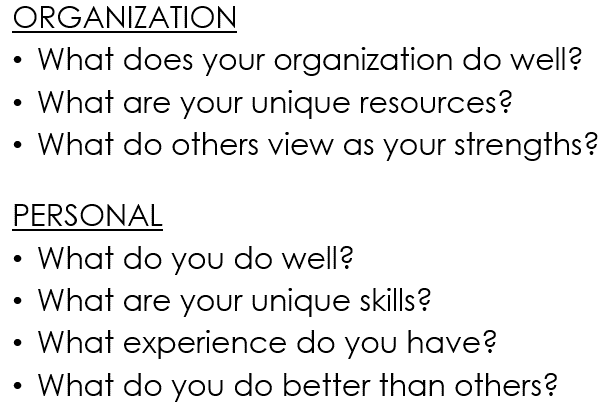 ORGANIZATION
• What does your organization do well?
• What are your unique resources?
• What do others view as your strengths?
PERSONAL
• What do you do well?
• What are your unique skills?
• What experience do you have?
• What do you do better than others?